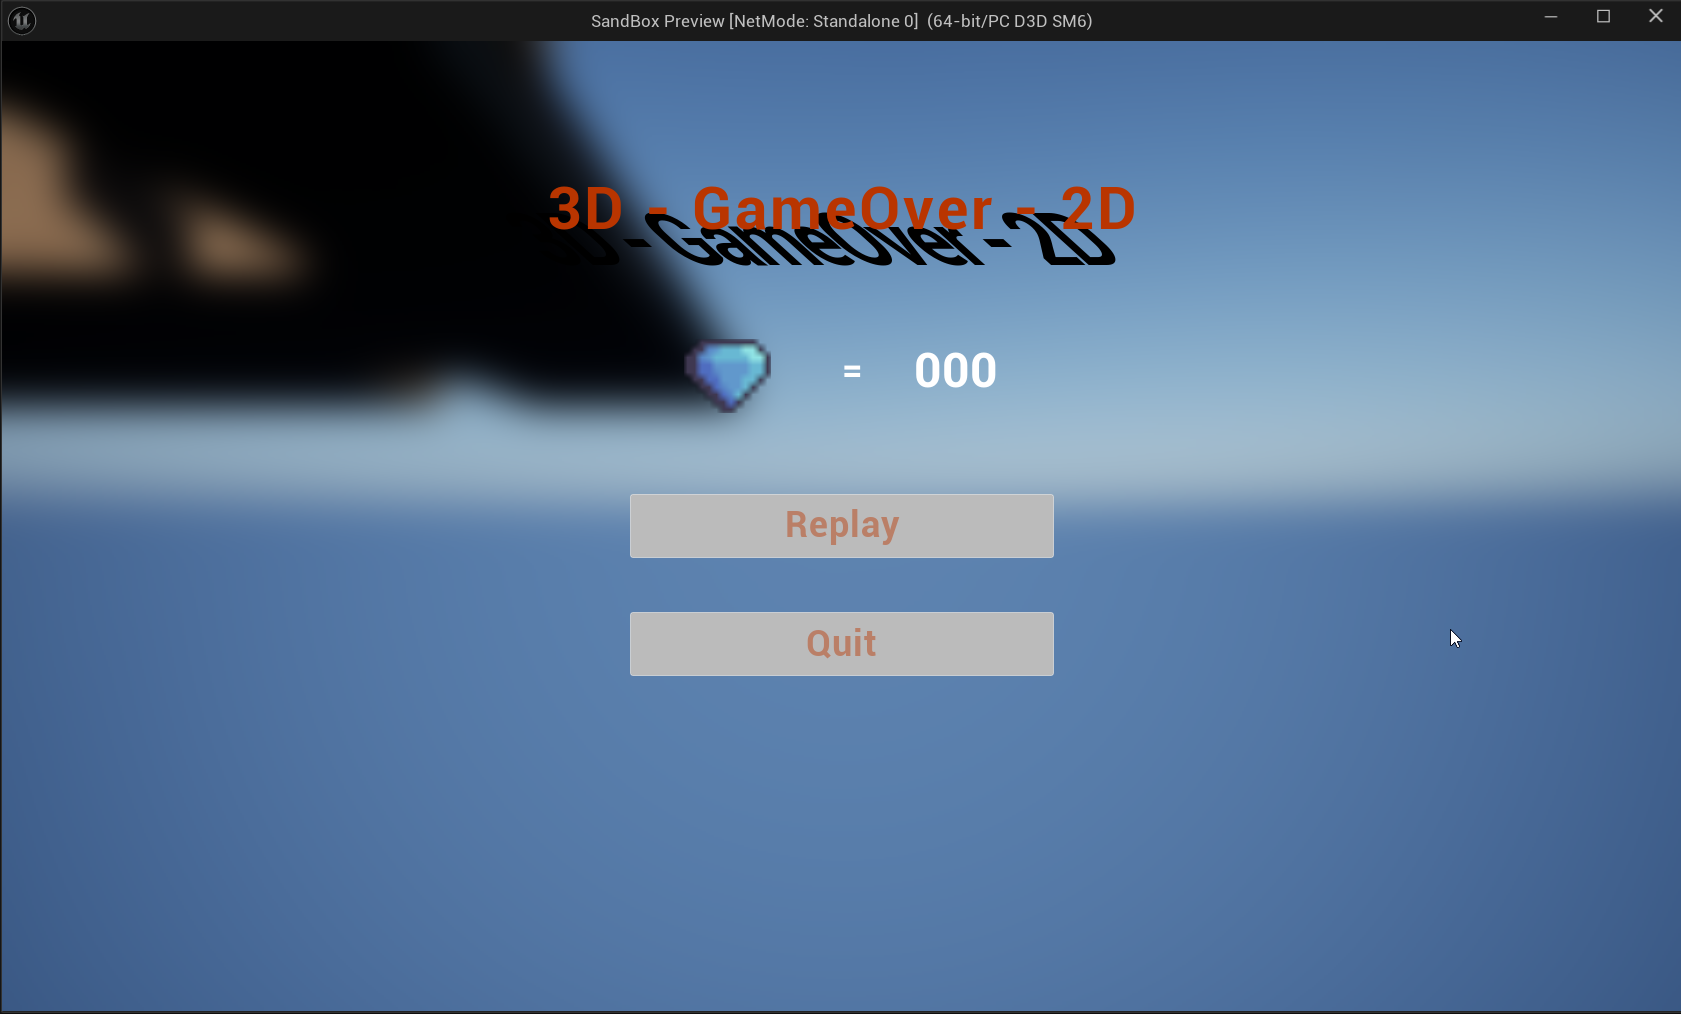 SandBox Preview [NetMode: Standalone 0] (64-bit/PC D3D SM6)
3D - GameOver - 2D
3D - GameOver - 2D
= 000
Replay
Quit